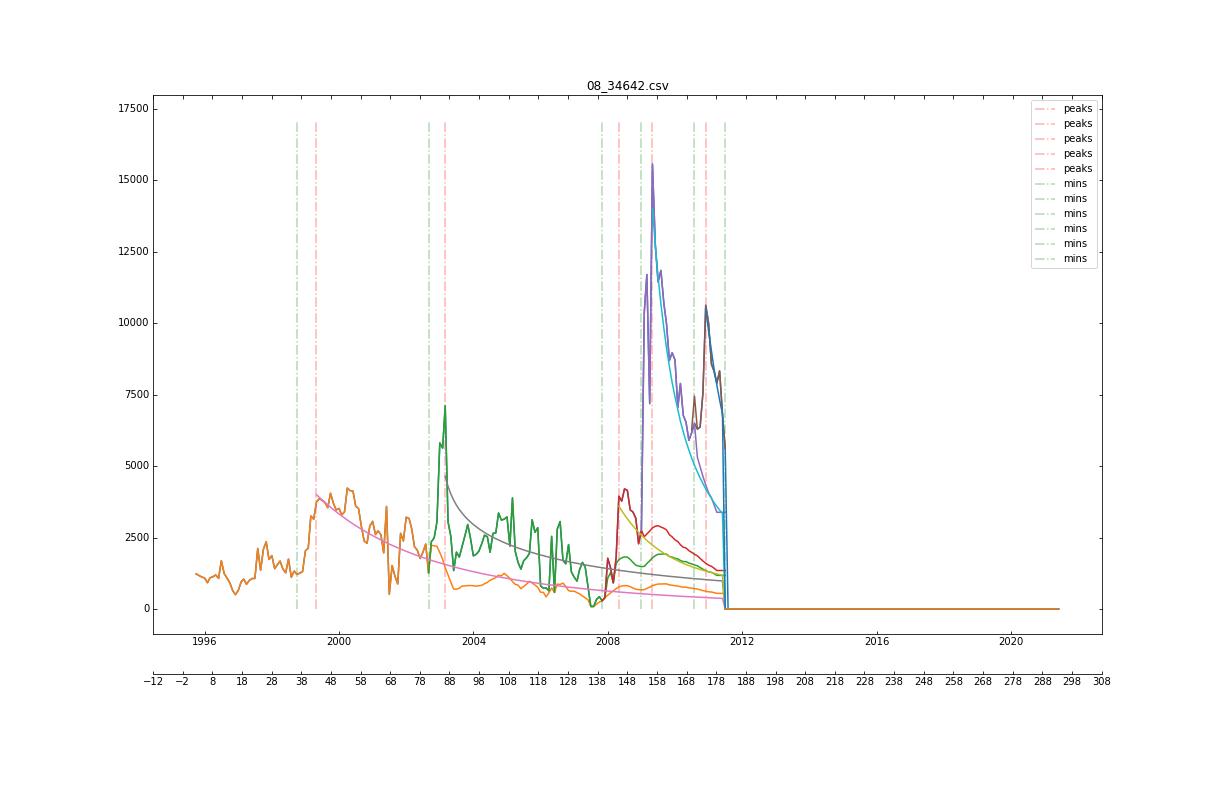 08_34642.csv
17500
15000
12500
10000
7500
5000
2500
0
peaks
peaks
peaks
peaks
peaks
mins
mins
mins
mins
mins
mins
1996 2000 2004 2008 2012 2016 2020
−12 −2 8 18 28 38 48 58 68 78 88 98 108 118 128 138 148 158 168 178 188 198 208 218 228 238 248 258 268 278 288 298 308